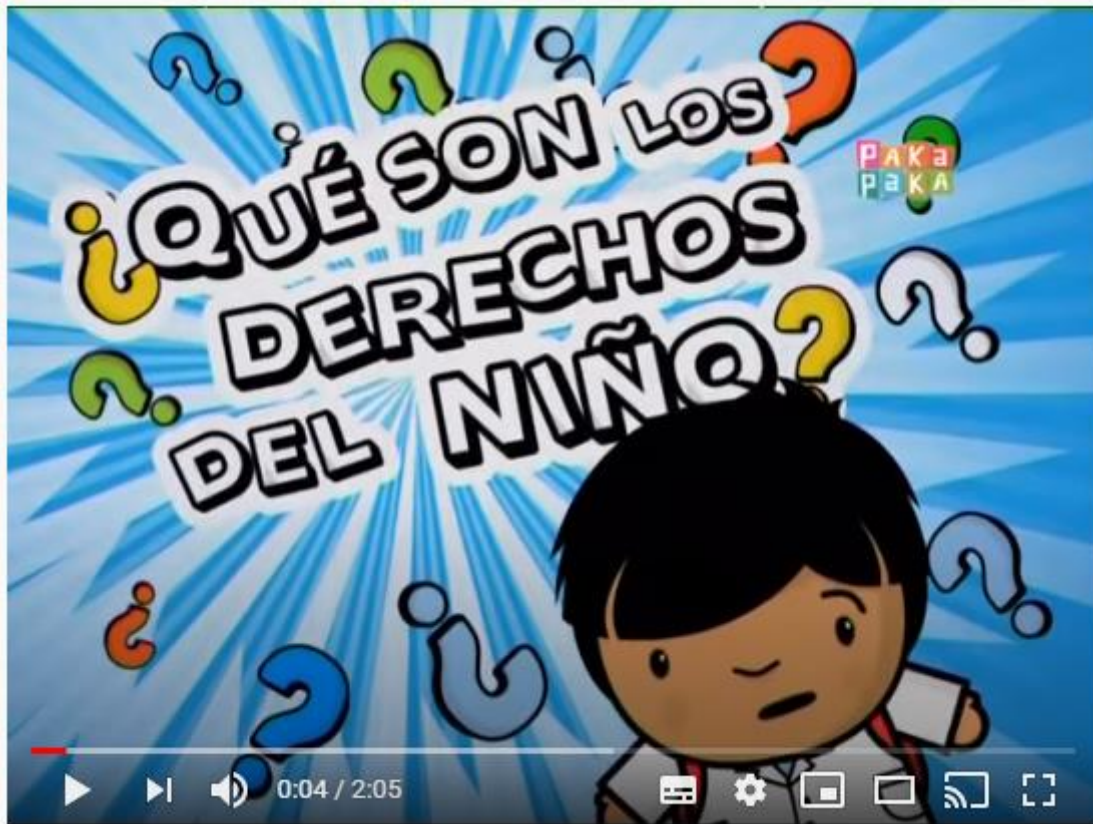 ¿QUÉ SON LOS
DERECHOS
DEL NIÑO?
PAKa
PaKA
0:04 / 2:05